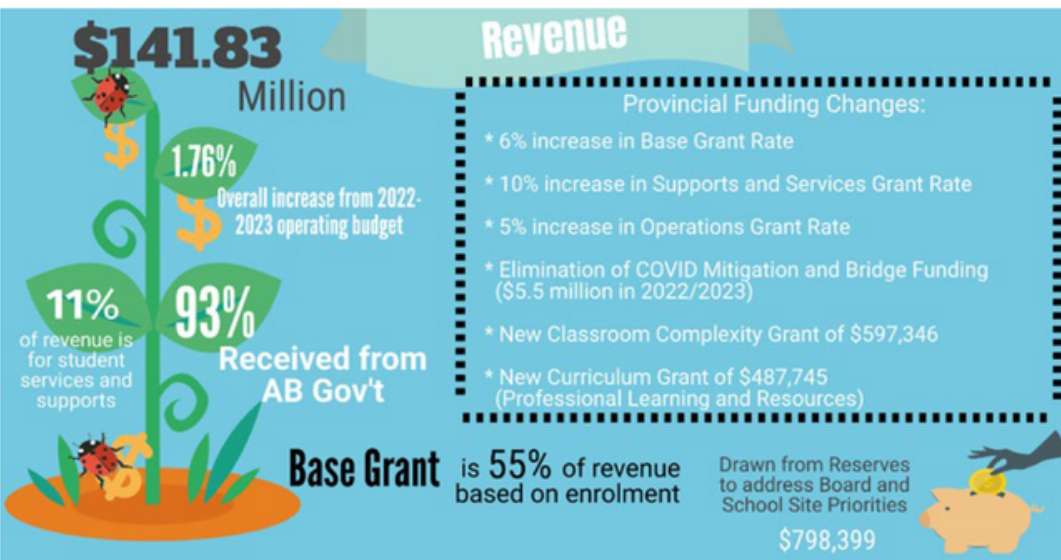 $141.83
Million
Revenue
1.76%
Overall increase from 2022-
2023 operating budget
11%
of revenue is
for student
services and
supports
93%
Received from
AB Gov't
Provincial Funding Changes:
* 6% increase in Base Grant Rate
* 10% increase in Supports and Services Grant Rate
* 5% increase in Operations Grant Rate
* Elimination of COVID Mitigation and Bridge Funding
($5.5 million in 2022/2023)
* New Classroom Complexity Grant of $597,346
* New Curriculum Grant of $487,745
(Professional Learning and Resources)
Base Grant is 55% of revenue
based on enrolment
Drawn from Reserves
to address Board and
School Site Priorities
$798,399